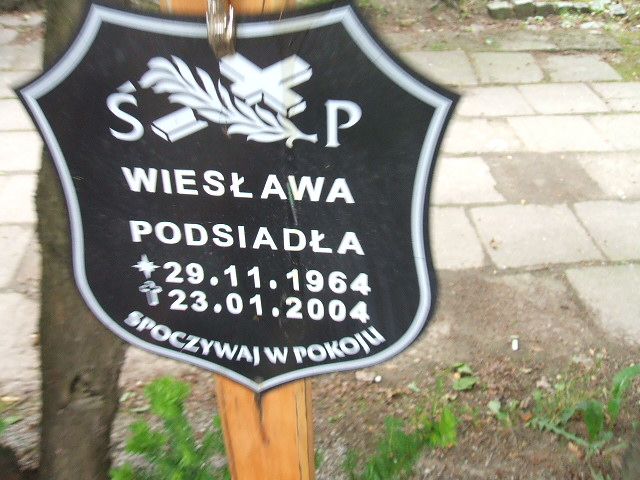 Ś P
WIESŁAWA
PODSIADŁA
29.11.1964
23.01.2004
SPOCZYWAJ W POKOJU